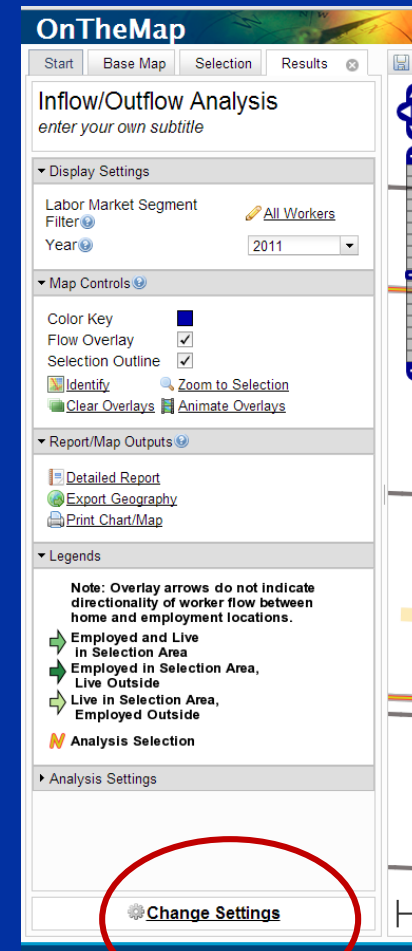 OnTheMap
Start Base Map Selection Results
Inflow/Outflow Analysis
enter your own subtitle
Display Settings
Labor Market Segment
Filter All Workers
Year 2011
Map Controls
Color Key
Flow Overlay
Selection Outline
Identify Zoom to Selection
Clear Overlays Animate Overlays
Report/Map Outputs
Detailed Report
Export Geography
Print Chart/Map
Legends
Note: Overlay arrows do not indicate
directionality of worker flow between
home and employment locations.
Employed and Live
in Selection Area
Employed in Selection Area,
Live Outside
Live in Selection Area,
Employed Outside
Analysis Selection
Analysis Settings
Change Settings